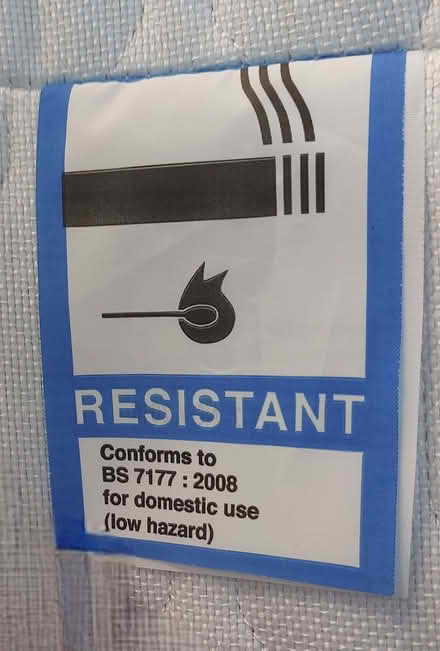 RESISTANT
Conforms to
BS 7177 : 2008
for domestic use
(low hazard)